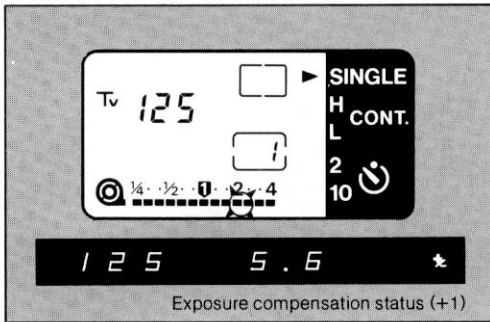 SINGLE
H
CONT.
L
Tv 125
1
2
10
1/4 · · 1/2 · · 1 · · 2 · · 4
125 5.6 ±
Exposure compensation status (+1)